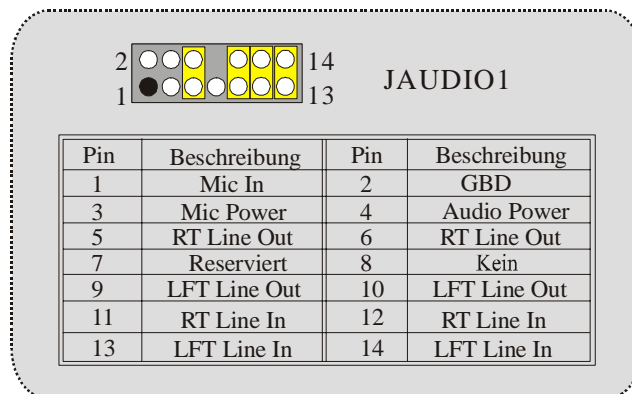 2 14
JAUDIO1
1 13
Pin Beschreibung Pin Beschreibung
1 Mic In 2 GBD
3 Mic Power 4 Audio Power
5 RT Line Out 6 RT Line Out
7 Reserviert 8 Kein
9 LFT Line Out 10 LFT Line Out
11 RT Line In 12 RT Line In
13 LFT Line In 14 LFT Line In